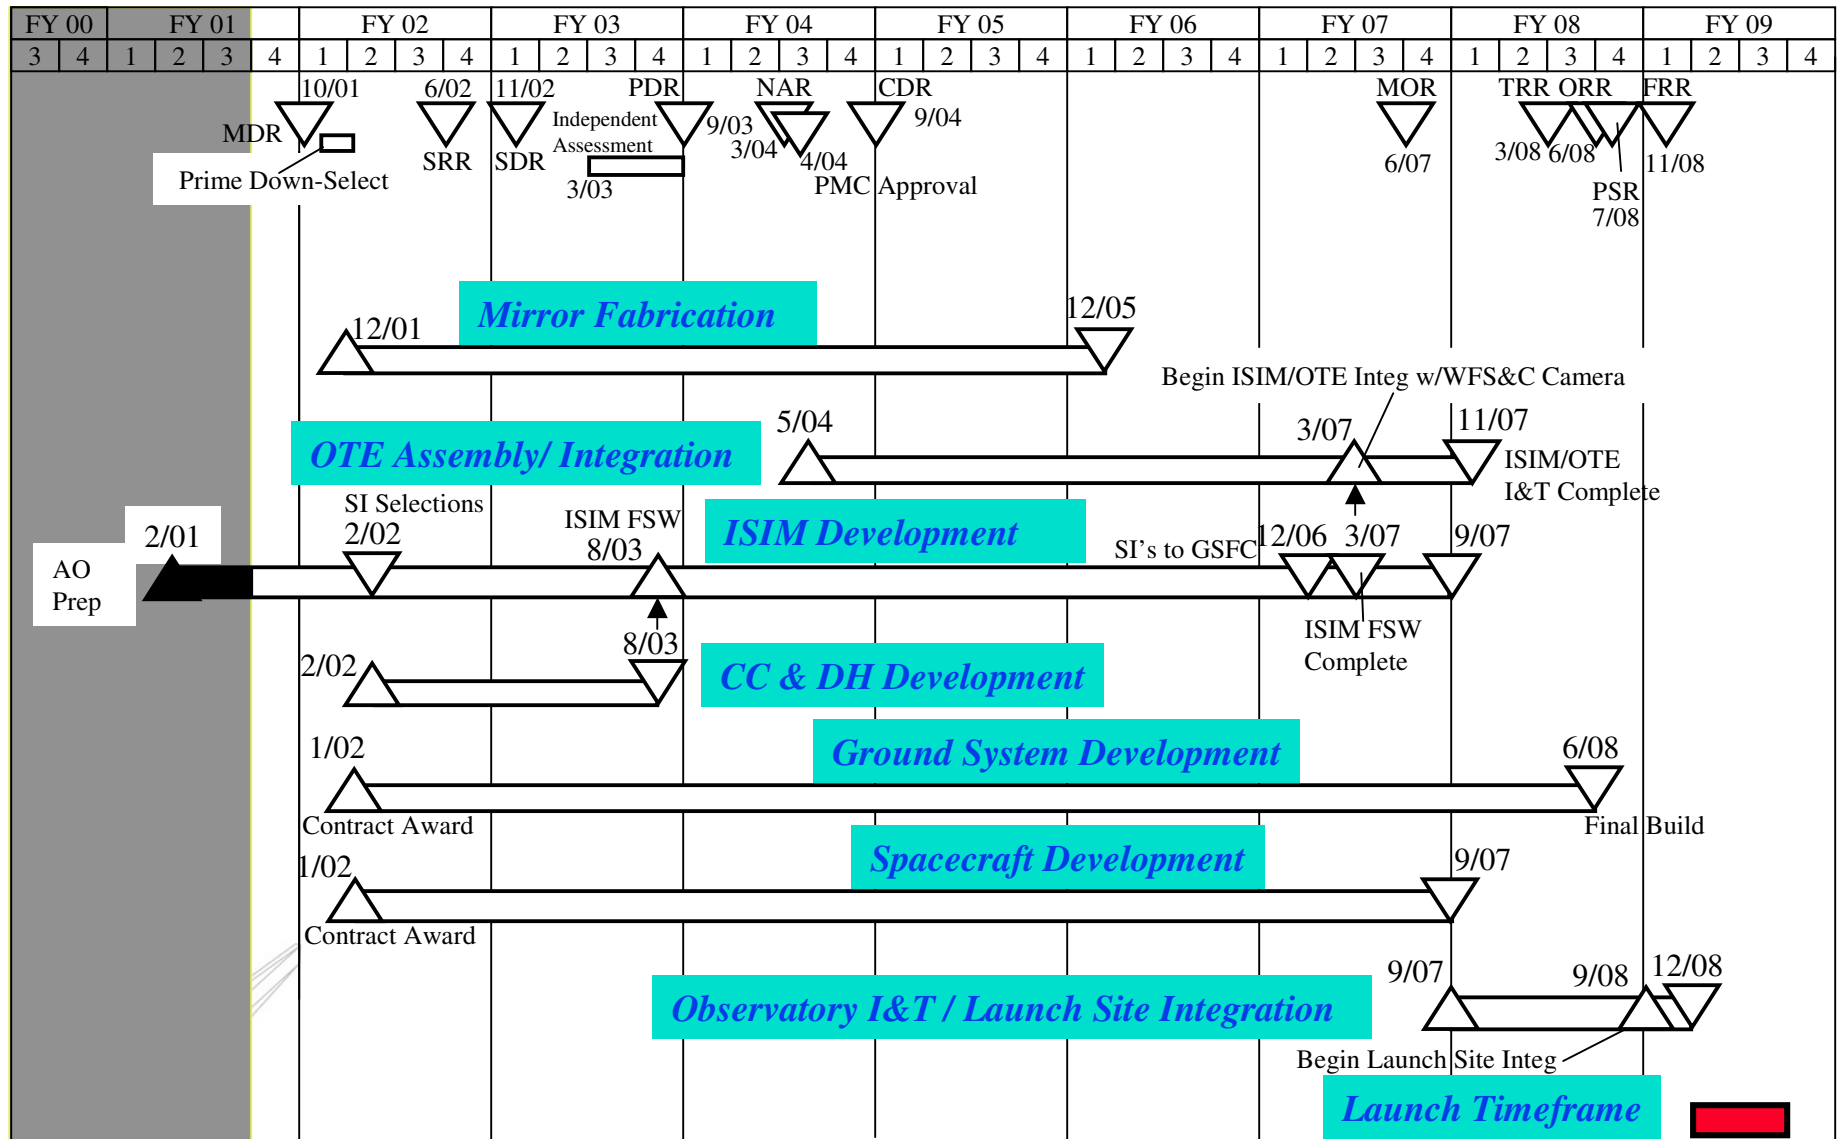 FY 00 FY 01 FY 02 FY 03 FY 04 FY 05 FY 06 FY 07 FY 08 FY 09
3 4 1 2 3 4 1 2 3 4 1 2 3 4 1 2 3 4 1 2 3 4 1 2 3 4 1 2 3 4 1 2 3 4 1 2 3 4
10/01 6/02 11/02 PDR NAR CDR MOR TRR ORR FRR
MDR
Independent
Assessment
9/03
9/04
3/04
4/04
SRR
SDR
3/03
PMC Approval
6/07
3/08 6/08
11/08
PSR
7/08
Prime Down-Select
Mirror Fabrication
12/01
12/05
Begin ISIM/OTE Integ w/WFS&C Camera
OTE Assembly/ Integration
5/04
3/07
11/07
ISIM/OTE
I&T Complete
SI Selections
2/02
ISIM FSW
8/03
ISIM Development
SI's to GSFC
12/06
3/07
9/07
2/01
AO
Prep
ISIM FSW
Complete
2/02
8/03
CC & DH Development
1/02
Ground System Development
6/08
Contract Award
Final Build
1/02
Spacecraft Development
9/07
Contract Award
Observatory I&T / Launch Site Integration
9/07
9/08
12/08
Begin Launch Site Integ
Launch Timeframe